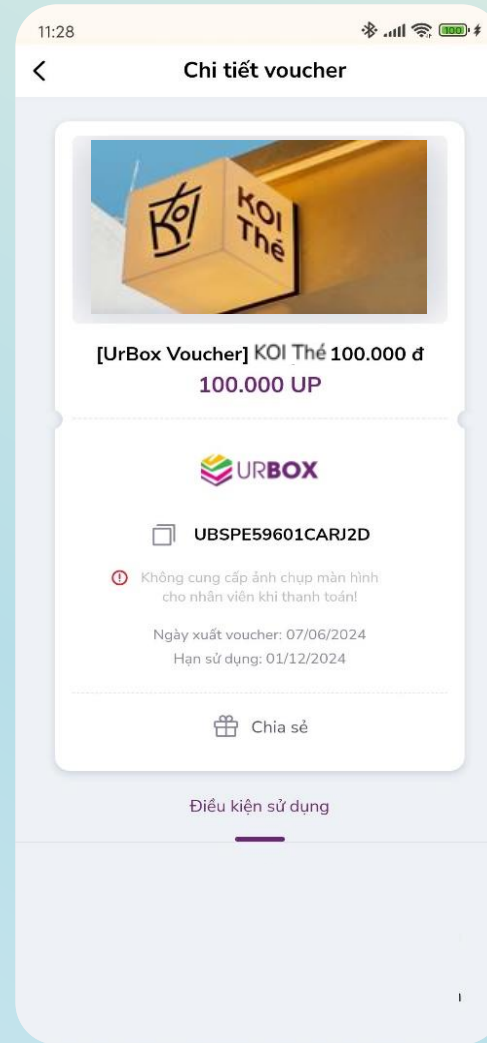 11:28
100
Chi tiết voucher
KOI
KOI
Thé
[UrBox Voucher] KOI Thé 100.000 đ
100.000 UP
URBOX
UBSPE59601CARJ2D
Không cung cấp ảnh chụp màn hình
cho nhân viên khi thanh toán!
Ngày xuất voucher: 07/06/2024
Hạn sử dụng: 01/12/2024
Chia sẻ
Điều kiện sử dụng